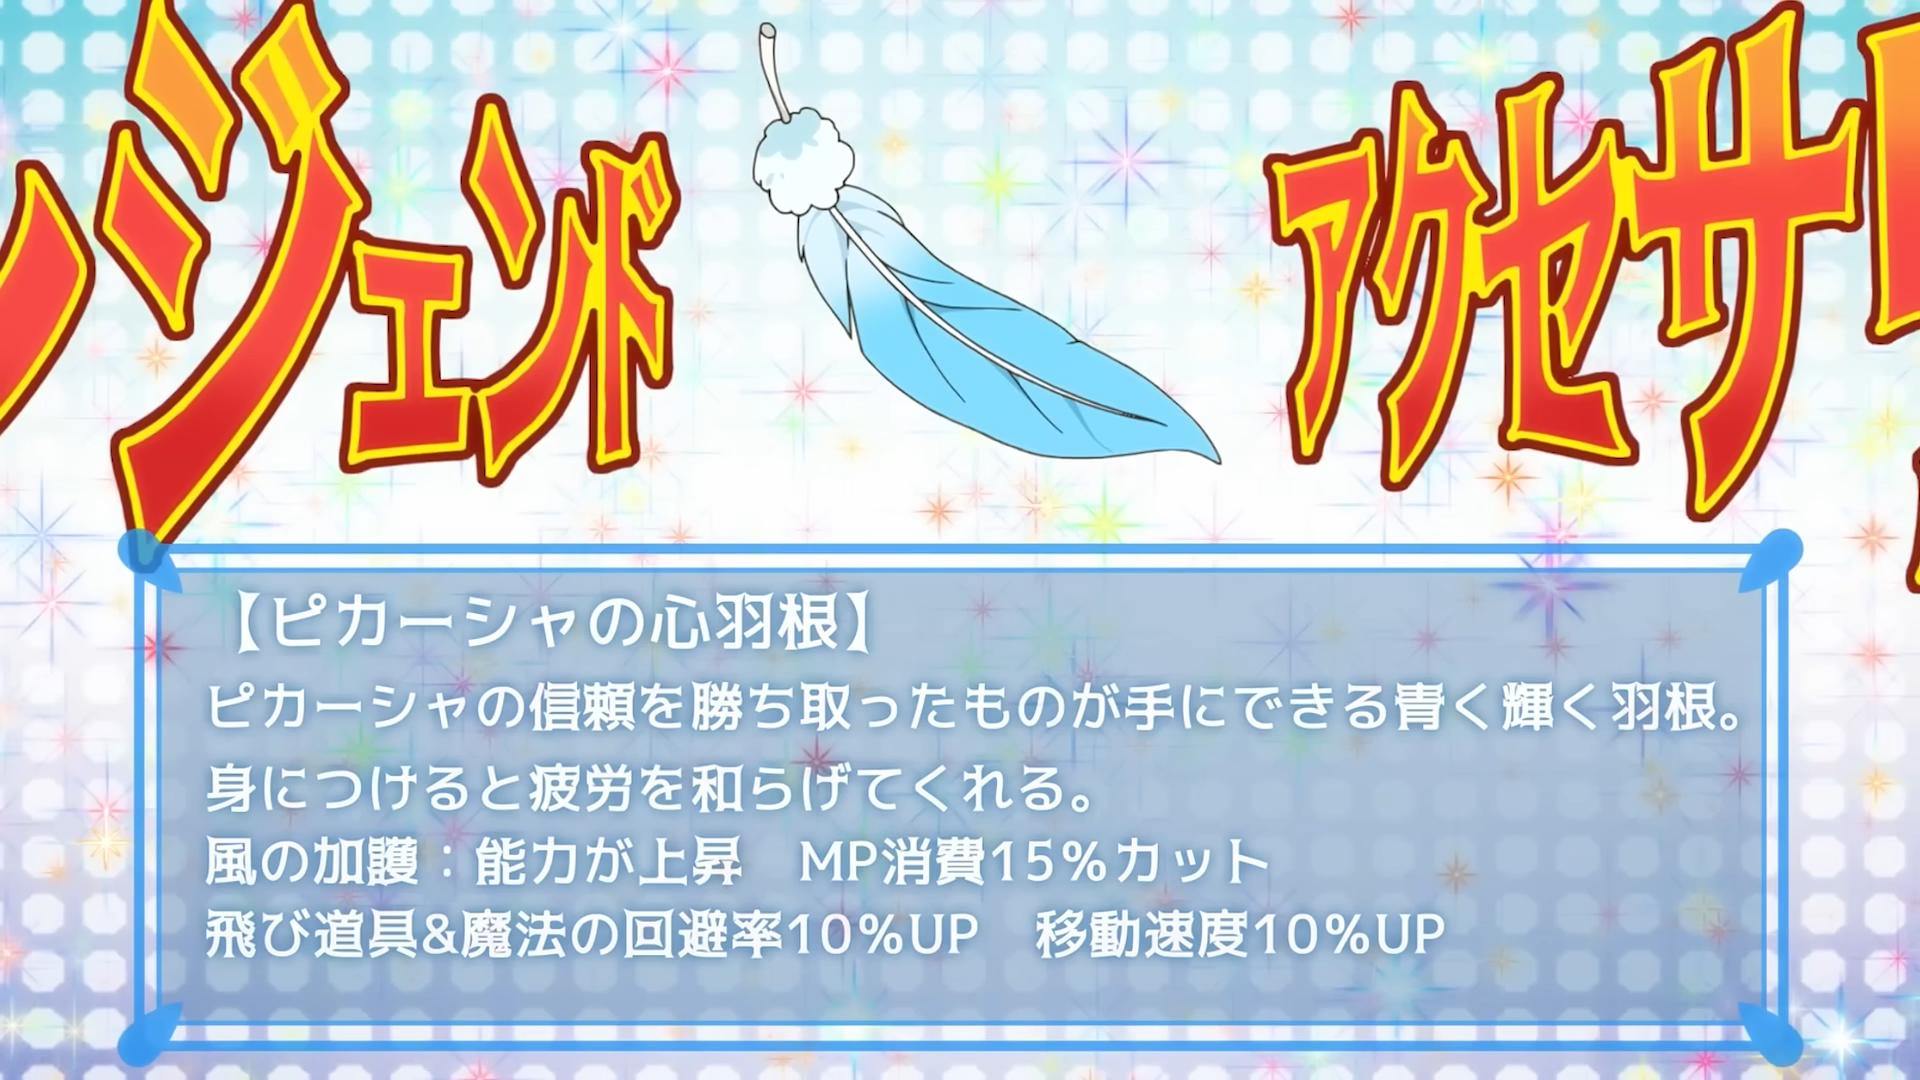 ジェンド
アクセサ
【ピカーシャの心羽根】
ピカーシャの信頼を勝ち取ったものが手にできる青く輝く羽根。
身につけると疲労を和らげてくれる。
風の加護：能力が上昇　MP消費15％カット
飛び道具&魔法の回避率10％UP　移動速度10％UP